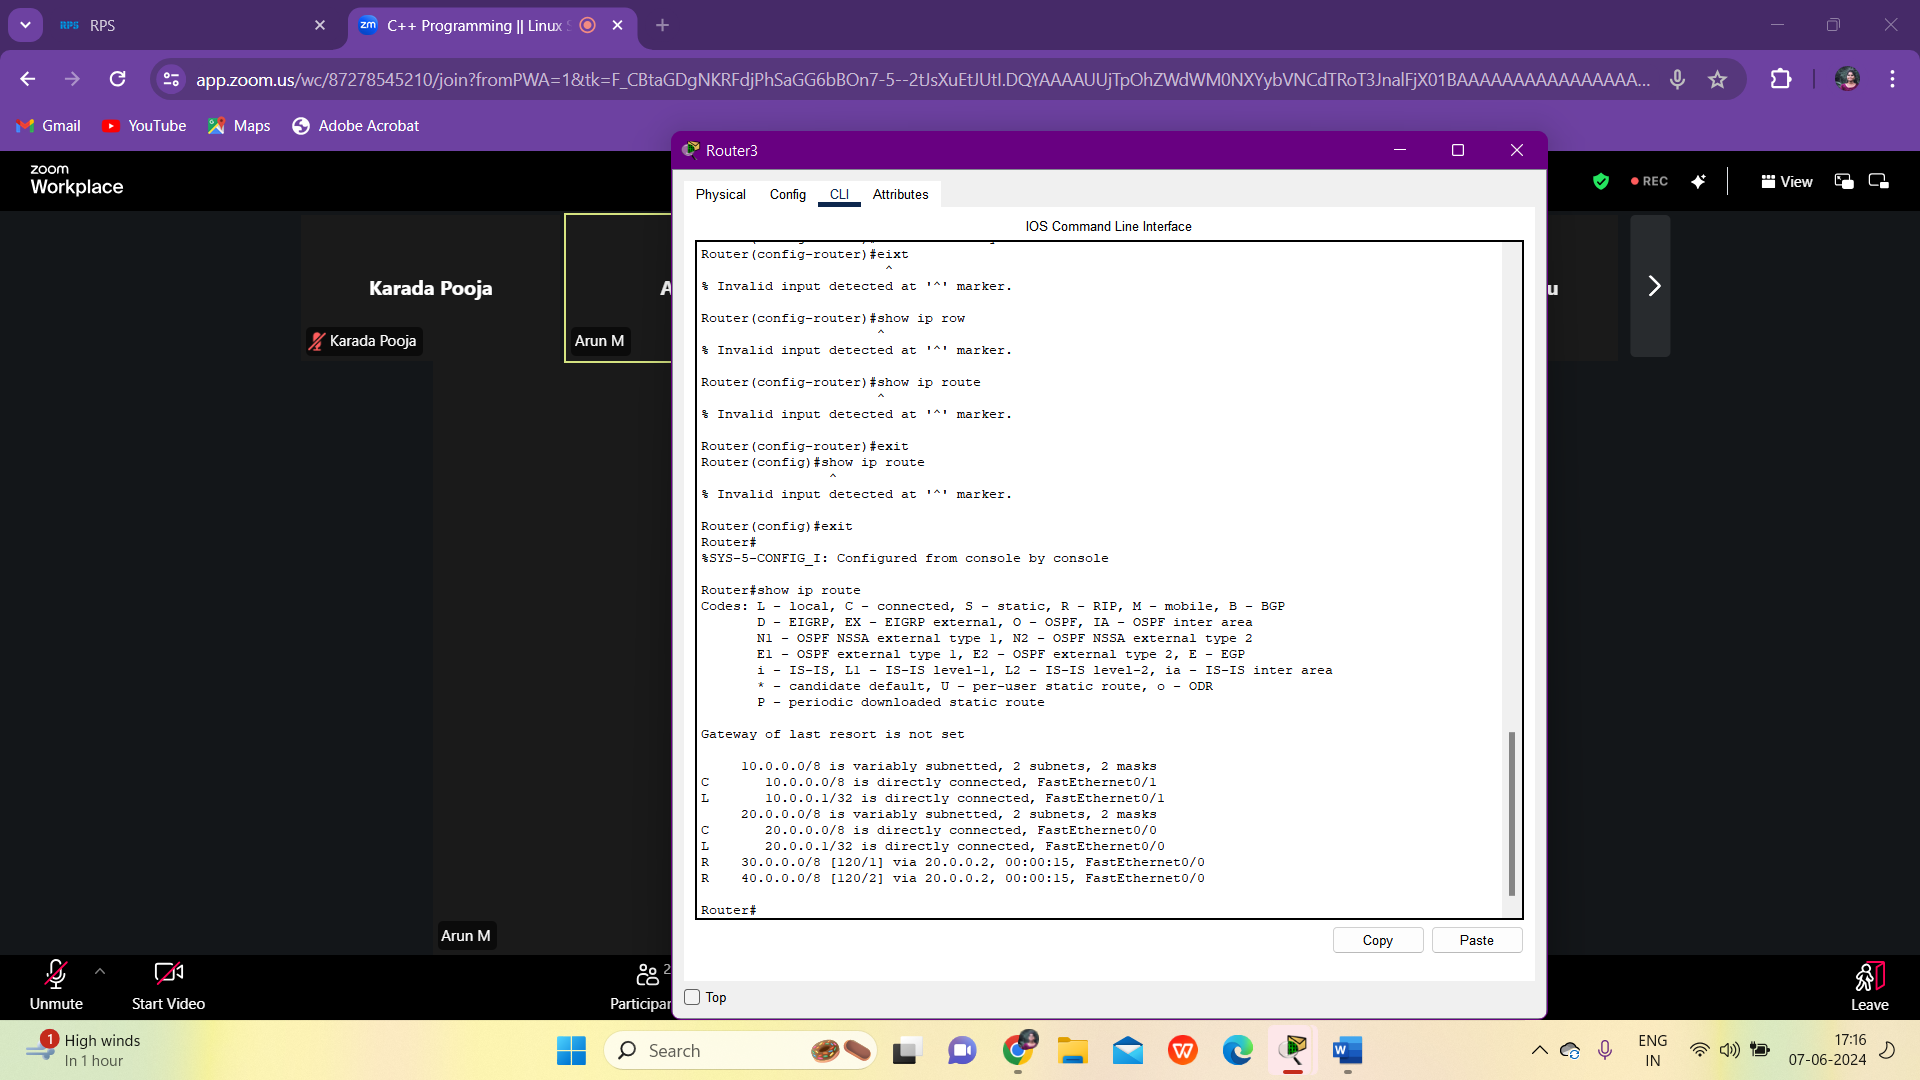 RPS
RPS
zm
C++ Programming || Linux S
app.zoom.us/wc/87278545210/join?fromPWA=1&tk=F_CBtaGDgNKRFdjPhSaGG6bBOn7-5--2tJsXuEtJUtI.DQYAAAAUUjTpOhZWdWM0NXYybVNCdTRoT3JnalFjX01BAAAAAAAAAAAAAAAA...
Gmail
YouTube
Maps
Adobe Acrobat
zoom
Workplace
REC
View
Karada Pooja
Karada Pooja
A
Arun M
u
Router3
Physical
Config
CLI
Attributes
IOS Command Line Interface
Router(config-router)#eixt
^
% Invalid input detected at '^' marker.
Router(config-router)#show ip row
^
% Invalid input detected at '^' marker.
Router(config-router)#show ip route
^
% Invalid input detected at '^' marker.
Router(config-router)#exit
Router(config)#show ip route
^
% Invalid input detected at '^' marker.
Router(config)#exit
Router#
%SYS-5-CONFIG_I: Configured from console by console
Router#show ip route
Codes: L - local, C - connected, S - static, R - RIP, M - mobile, B - BGP
D - EIGRP, EX - EIGRP external, O - OSPF, IA - OSPF inter area
N1 - OSPF NSSA external type 1, N2 - OSPF NSSA external type 2
E1 - OSPF external type 1, E2 - OSPF external type 2, E - EGP
i - IS-IS, L1 - IS-IS level-1, L2 - IS-IS level-2, ia - IS-IS inter area
* - candidate default, U - per-user static route, o - ODR
P - periodic downloaded static route
Gateway of last resort is not set
10.0.0.0/8 is variably subnetted, 2 subnets, 2 masks
C 10.0.0.0/8 is directly connected, FastEthernet0/1
L 10.0.0.1/32 is directly connected, FastEthernet0/1
20.0.0.0/8 is variably subnetted, 2 subnets, 2 masks
C 20.0.0.0/8 is directly connected, FastEthernet0/0
L 20.0.0.1/32 is directly connected, FastEthernet0/0
R 30.0.0.0/8 [120/1] via 20.0.0.2, 00:00:15, FastEthernet0/0
R 40.0.0.0/8 [120/2] via 20.0.0.2, 00:00:15, FastEthernet0/0
Router#
Copy
Paste
Top
Arun M
Unmute
Start Video
2
Participan
Leave
1
High winds
In 1 hour
Search
ENG
IN
17:16
07-06-2024